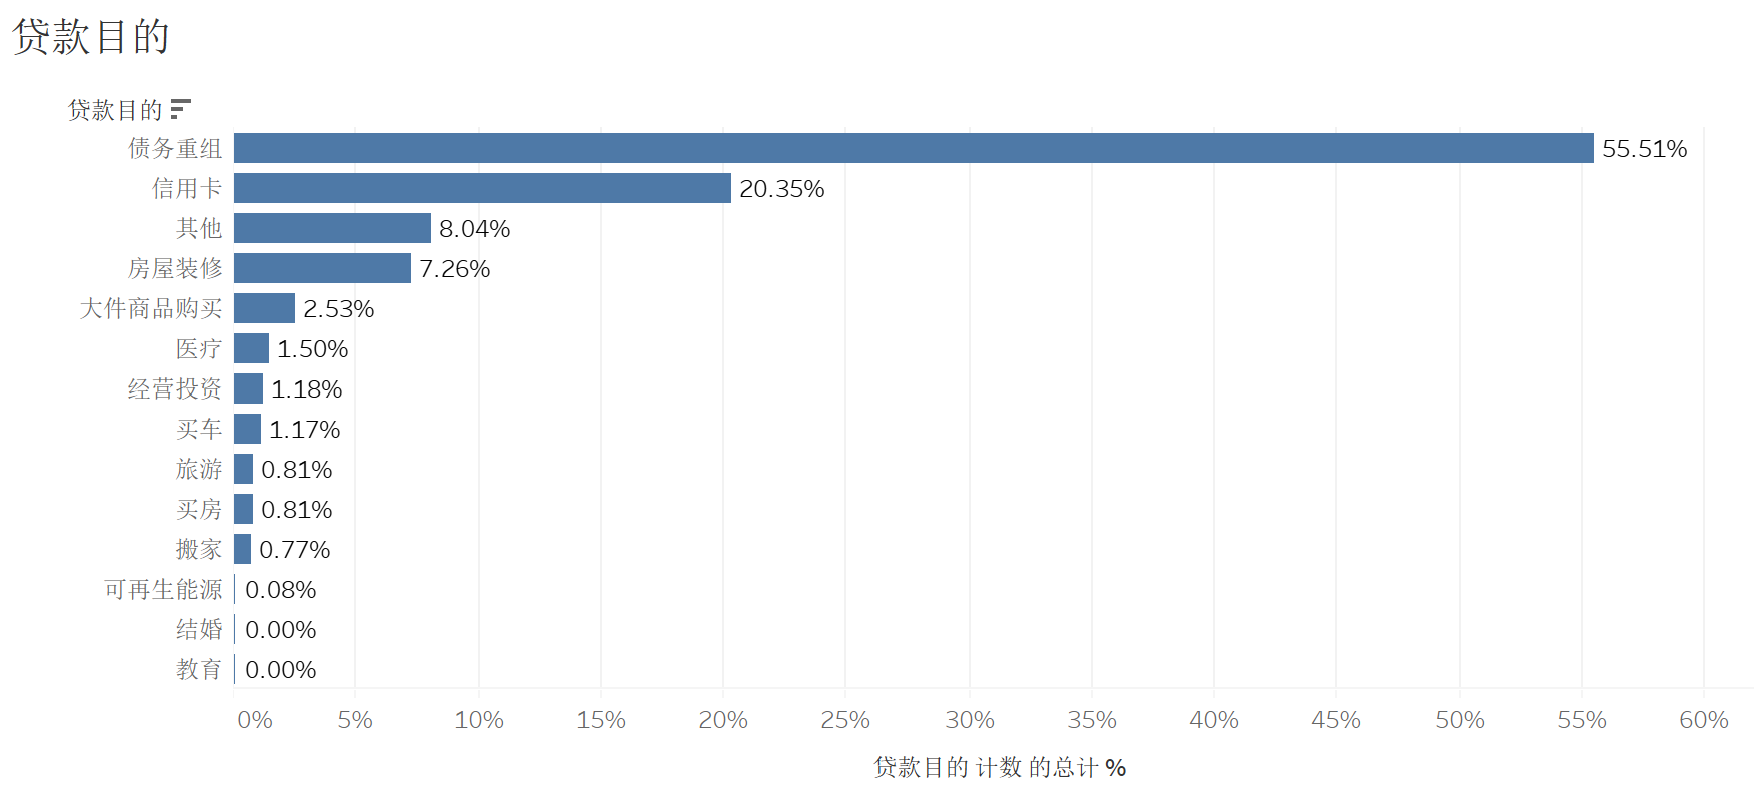 贷款目的
贷款目的
债务重组 55.51%
信用卡 20.35%
其他 8.04%
房屋装修 7.26%
大件商品购买 2.53%
医疗 1.50%
经营投资 1.18%
买车 1.17%
旅游 0.81%
买房 0.81%
搬家 0.77%
可再生能源 0.08%
结婚 0.00%
教育 0.00%
0% 5% 10% 15% 20% 25% 30% 35% 40% 45% 50% 55% 60%
贷款目的 计数 的总计 %